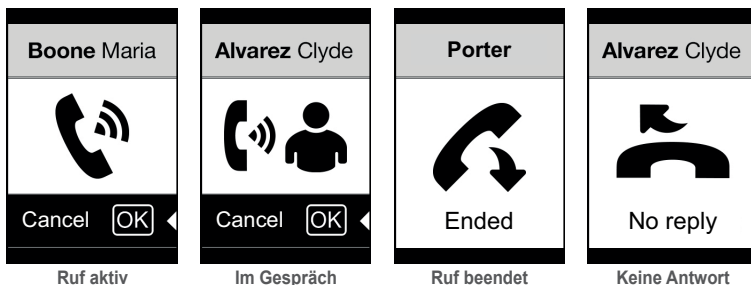 Boone Maria
Cancel OK
Ruf aktiv
Alvarez Clyde
Cancel OK
Im Gespräch
Porter
Ended
Ruf beendet
Alvarez Clyde
No reply
Keine Antwort